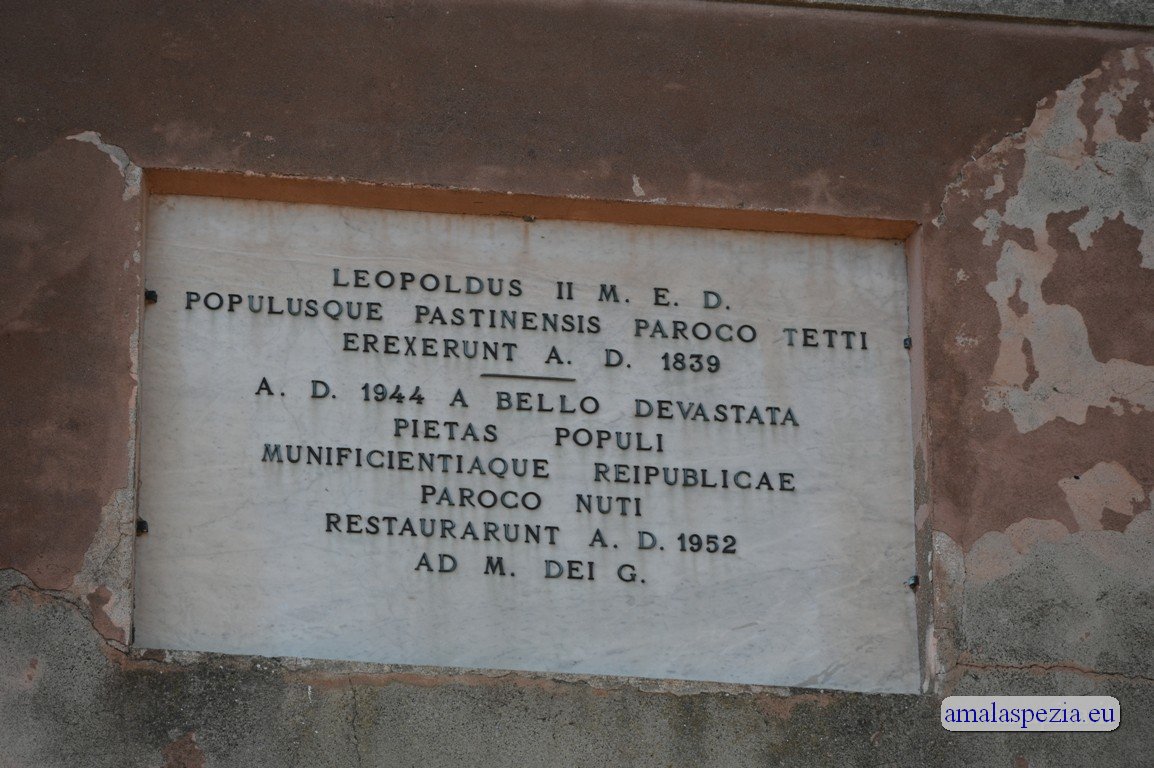 LEOPOLDUS II M. E. D.
POPULUSQUE PASTINENSIS PAROCO TETTI
EREXERUNT A. D. 1839
A. D. 1944 A BELLO DEVASTATA
PIETAS POPULI
MUNIFICIENTIAQUE REIPUBLICAE
PAROCO NUTI
RESTAURARUNT A. D. 1952
AD M. DEI G.
amalaspezia.eu